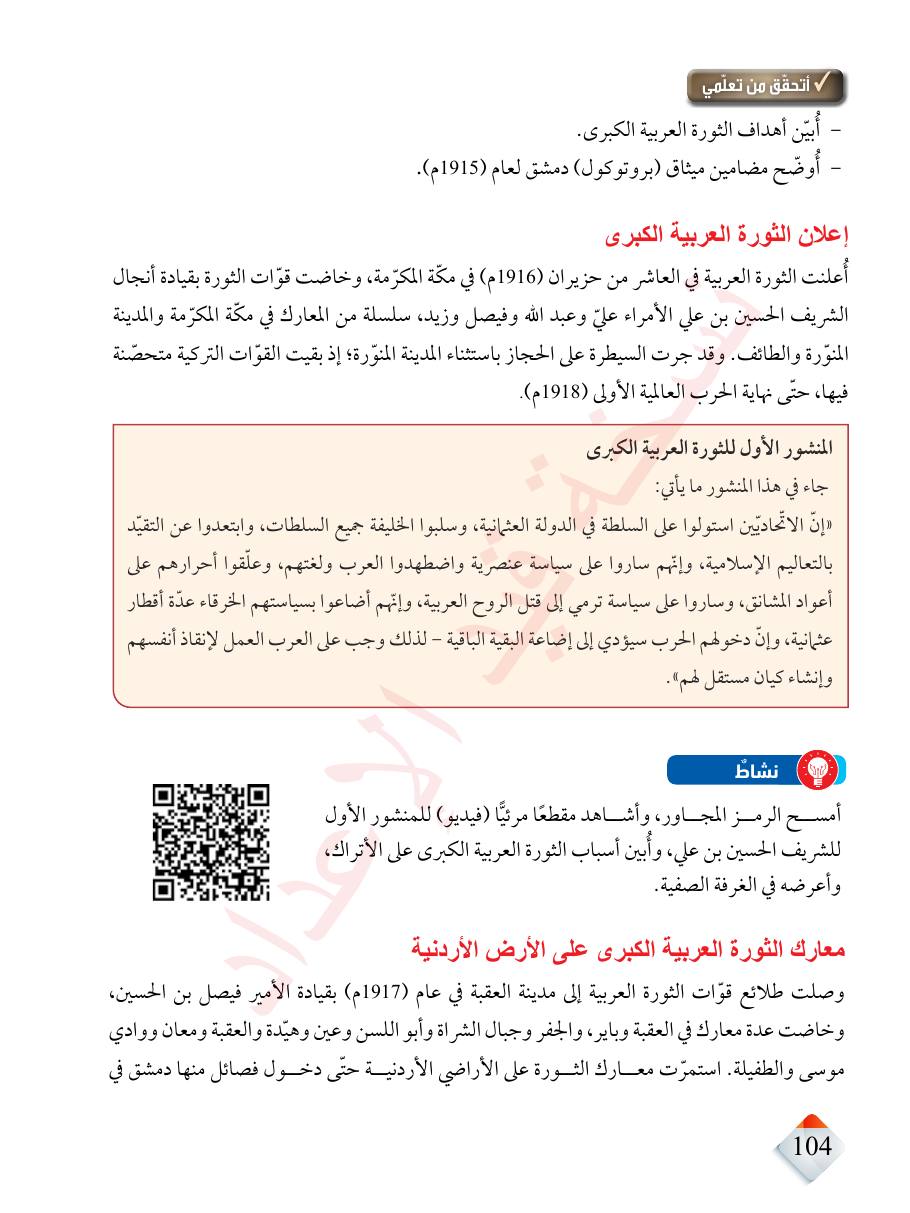 أتحقّق من تعلّمي
– أُبيّن أهداف الثورة العربية الكبرى.
– أُوضّح مضامين ميثاق (بروتوكول) دمشق لعام (1915م).
إعلان الثورة العربية الكبرى
أُعلنت الثورة العربية في العاشر من حزيران (1916م) في مكّة المكرّمة، وخاضت قوّات الثورة بقيادة أنجال
الشريف الحسين بن علي الأمراء عليّ وعبد الله وفيصل وزيد، سلسلة من المعارك في مكّة المكرّمة والمدينة
المنوّرة والطائف. وقد جرت السيطرة على الحجاز باستثناء المدينة المنوّرة؛ إذ بقيت القوّات التركية متحصّنة
فيها، حتّى نهاية الحرب العالمية الأولى (1918م).
المنشور الأول للثورة العربية الكبرى
جاء في هذا المنشور ما يأتي:
«إنّ الاتّحاديّين استولوا على السلطة في الدولة العثمانية، وسلبوا الخليفة جميع السلطات، وابتعدوا عن التقيّد
بالتعاليم الإسلامية، وإنّهم ساروا على سياسة عنصرية واضطهدوا العرب ولغتهم، وعلّقوا أحرارهم على
أعواد المشانق، وساروا على سياسة ترمي إلى قتل الروح العربية، وإنّهم أضاعوا بسياستهم الخرقاء عدّة أقطار
عثمانية، وإنّ دخولهم الحرب سيؤدي إلى إضاعة البقية الباقية – لذلك وجب على العرب العمل لإنقاذ أنفسهم
وإنشاء كيان مستقل لهم».
نشاطٌ
أمسح الرمز المجاور، وأشاهد مقطعًا مرئيًّا (فيديو) للمنشور الأول
للشريف الحسين بن علي، وأُبين أسباب الثورة العربية الكبرى على الأتراك،
وأعرضه في الغرفة الصفية.
معارك الثورة العربية الكبرى على الأرض الأردنية
وصلت طلائع قوّات الثورة العربية إلى مدينة العقبة في عام (1917م) بقيادة الأمير فيصل بن الحسين،
وخاضت عدة معارك في العقبة وباير، والجفر وجبال الشراة وأبو اللسن وعين وهيّدة والعقبة ومعان ووادي
موسى والطفيلة. استمرّت معارك الثورة على الأراضي الأردنية حتّى دخول فصائل منها دمشق في
104
نسخة قيد الإعداد